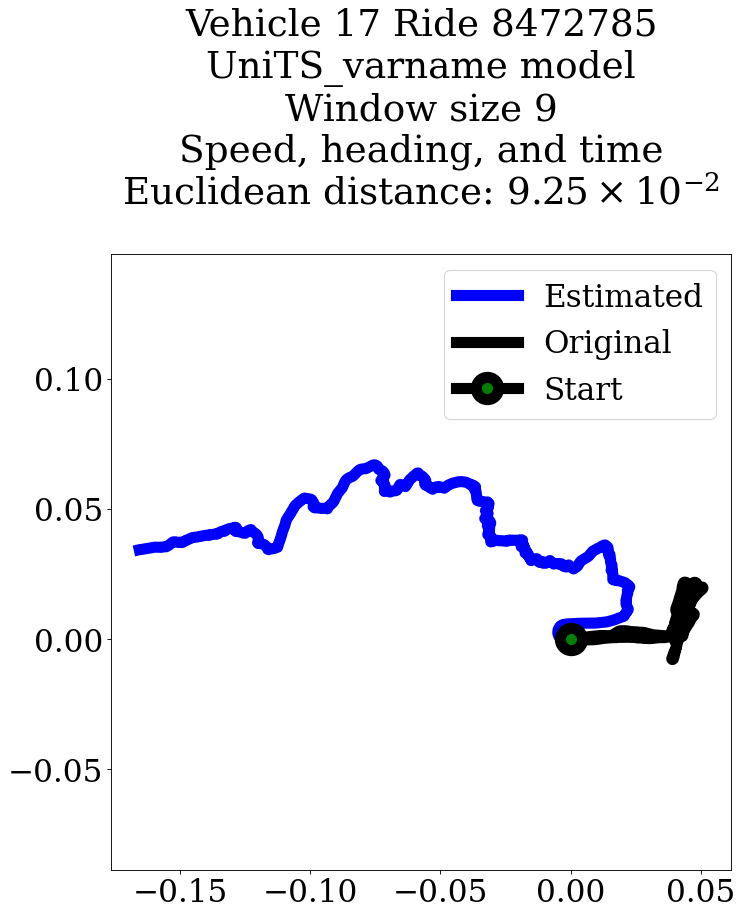 Vehicle 17 Ride 8472785
UniTS_varname model
Window size 9
Speed, heading, and time
Euclidean distance: 9.25 × 10⁻²
Estimated
Original
Start
0.10
0.05
0.00
−0.05
−0.15 −0.10 −0.05 0.00 0.05